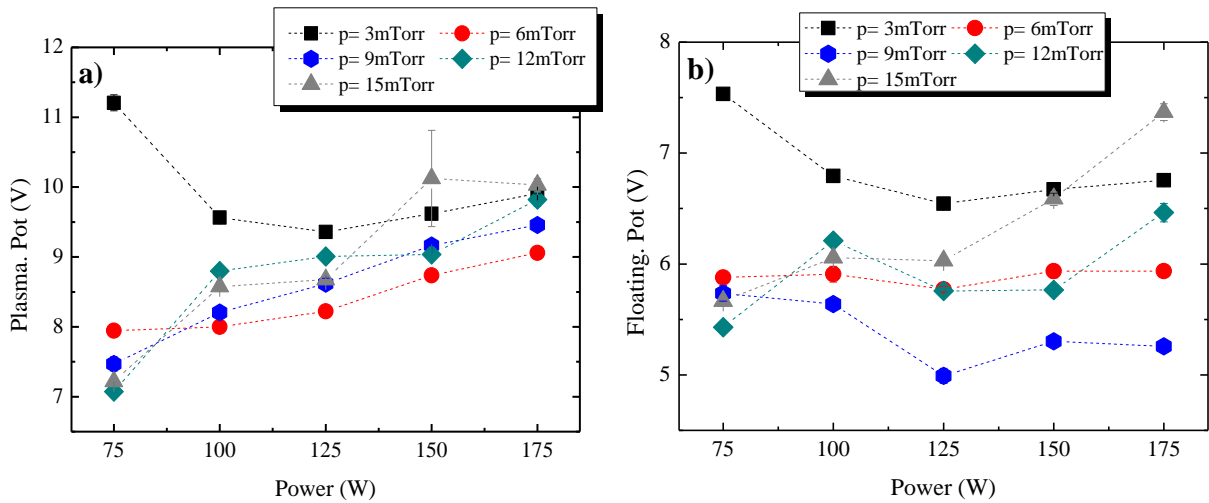 p= 3mTorr p= 6mTorr
p= 9mTorr p= 12mTorr
p= 15mTorr
a)
12
11
10
9
8
7
Plasma. Pot (V)
75 100 125 150 175
Power (W)
p= 3mTorr p= 6mTorr
p= 9mTorr p= 12mTorr
p= 15mTorr
b)
8
7
6
5
Floating. Pot (V)
75 100 125 150 175
Power (W)